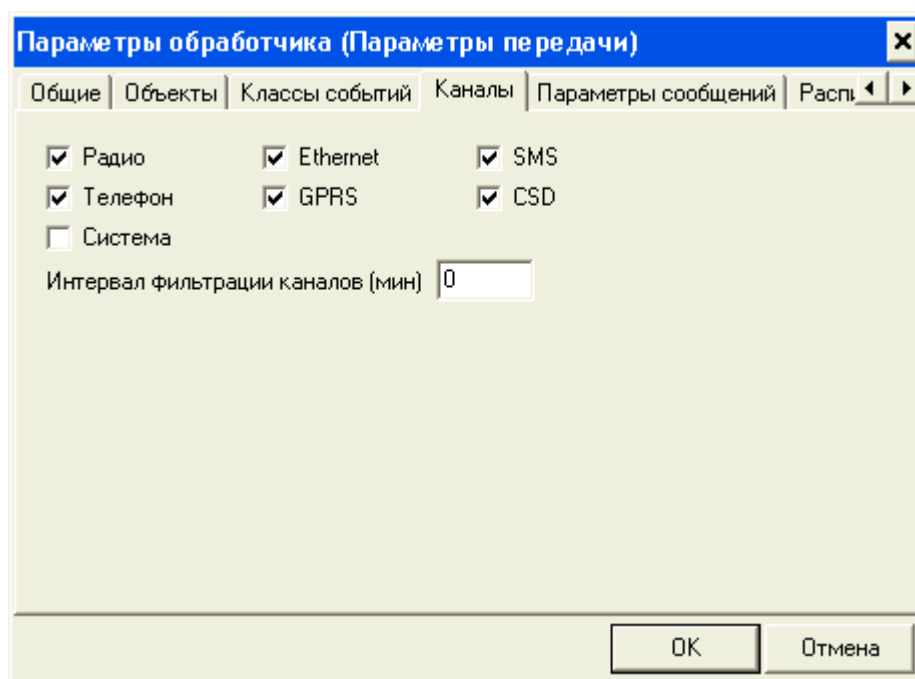 Параметры обработчика (Параметры передачи)
Общие Объекты Классы событий Каналы Параметры сообщений
Радио Ethernet SMS
Телефон GPRS CSD
Система
Интервал фильтрации каналов (мин) 0
OK Отмена